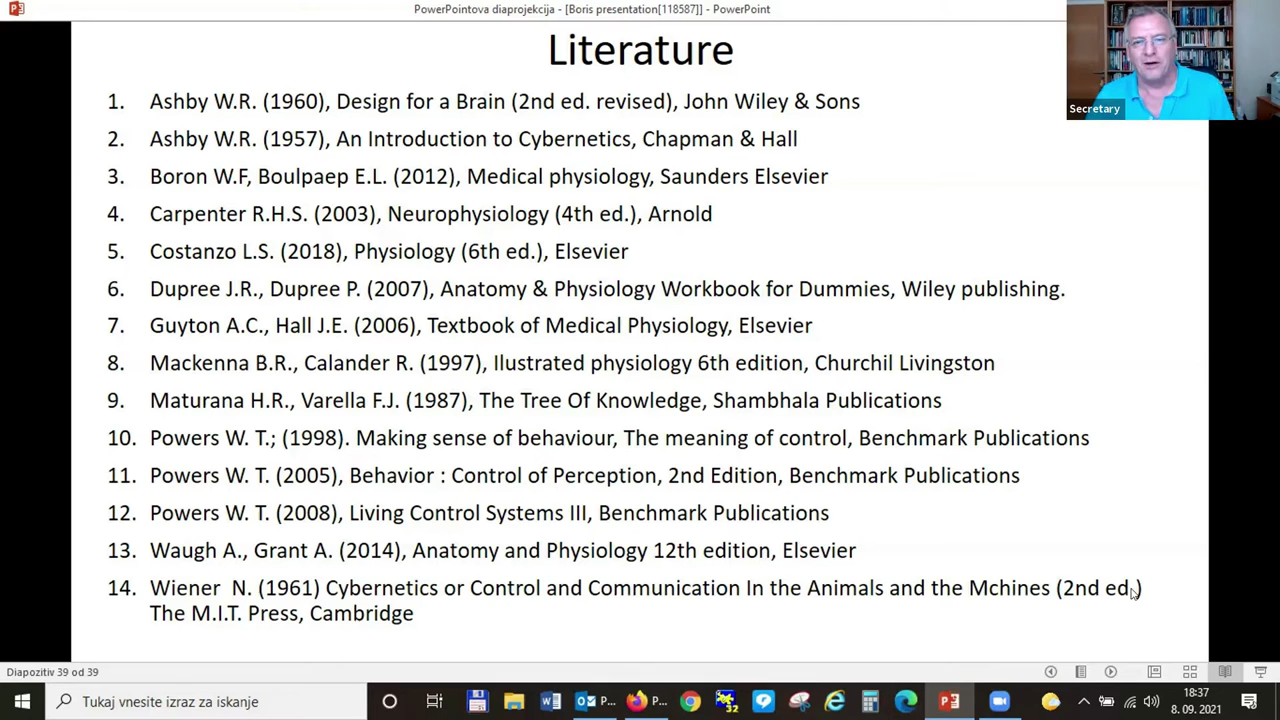 PowerPointova diaprojekcija - [Boris presentation[118587]] - PowerPoint
Literature
Secretary
1. Ashby W.R. (1960), Design for a Brain (2nd ed. revised), John Wiley & Sons
2. Ashby W.R. (1957), An Introduction to Cybernetics, Chapman & Hall
3. Boron W.F, Boulpaep E.L. (2012), Medical physiology, Saunders Elsevier
4. Carpenter R.H.S. (2003), Neurophysiology (4th ed.), Arnold
5. Costanzo L.S. (2018), Physiology (6th ed.), Elsevier
6. Dupree J.R., Dupree P. (2007), Anatomy & Physiology Workbook for Dummies, Wiley publishing.
7. Guyton A.C., Hall J.E. (2006), Textbook of Medical Physiology, Elsevier
8. Mackenna B.R., Calander R. (1997), Ilustrated physiology 6th edition, Churchil Livingston
9. Maturana H.R., Varella F.J. (1987), The Tree Of Knowledge, Shambhala Publications
10. Powers W. T.; (1998). Making sense of behaviour, The meaning of control, Benchmark Publications
11. Powers W. T. (2005), Behavior : Control of Perception, 2nd Edition, Benchmark Publications
12. Powers W. T. (2008), Living Control Systems III, Benchmark Publications
13. Waugh A., Grant A. (2014), Anatomy and Physiology 12th edition, Elsevier
14. Wiener N. (1961) Cybernetics or Control and Communication In the Animals and the Mchines (2nd ed.)
The M.I.T. Press, Cambridge
Diapozitiv 39 od 39
Tukaj vnesite izraz za iskanje
P...
P...
32
18:37
8. 09. 2021